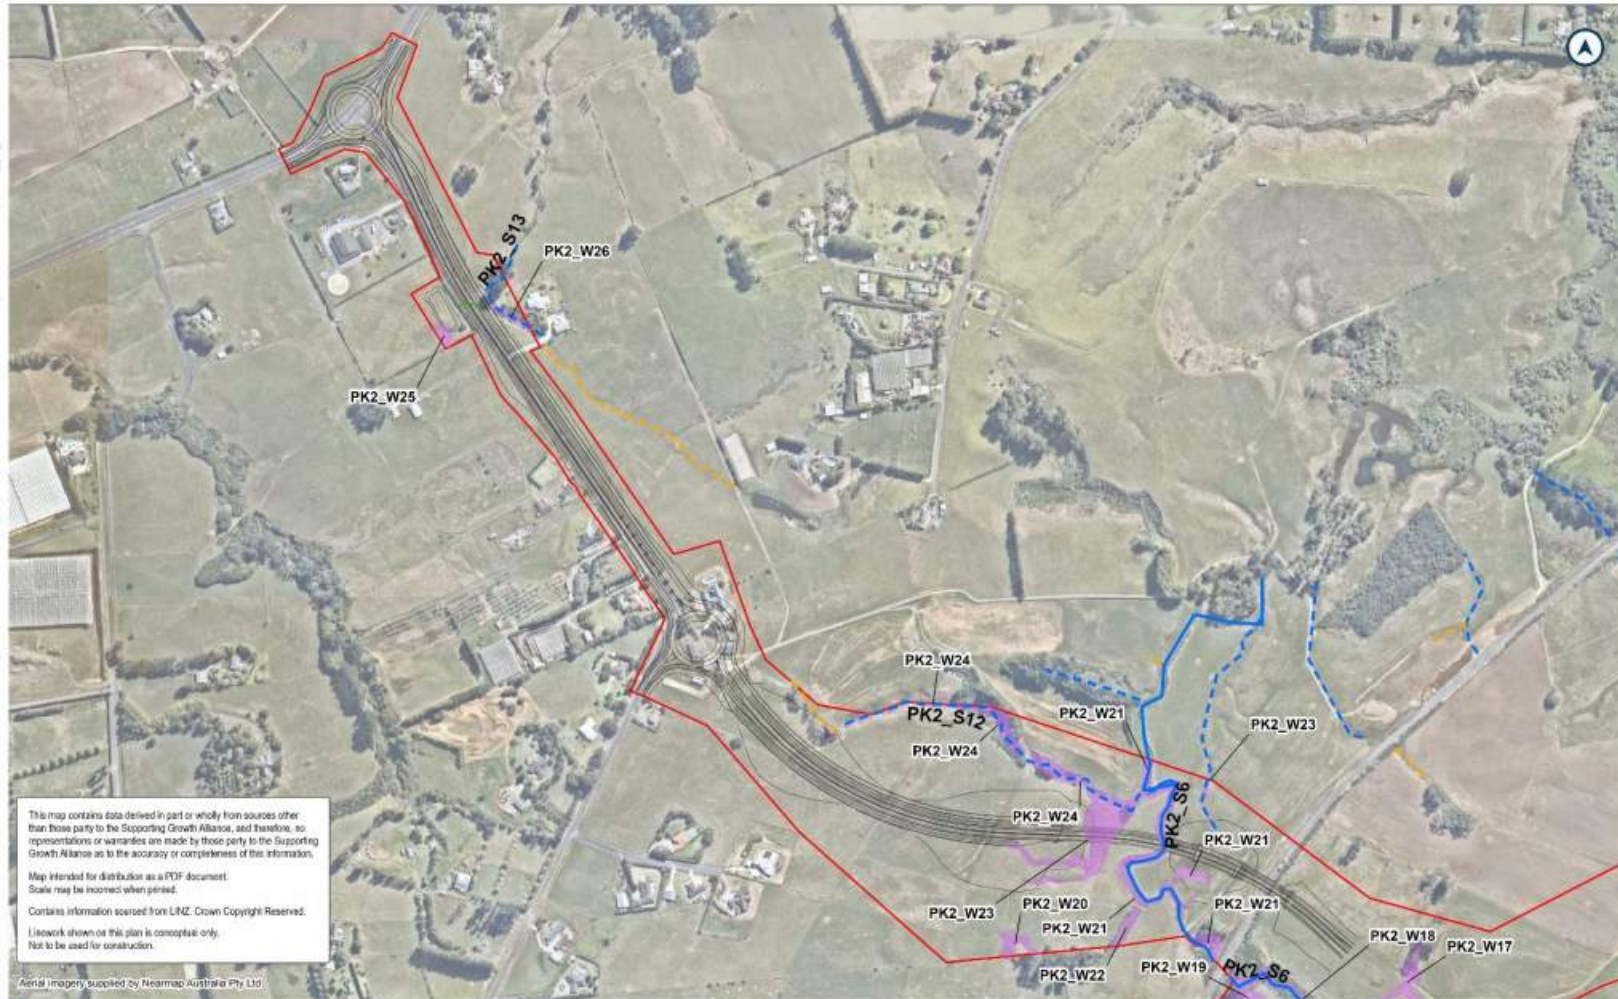 PK2_S13
PK2_W26
PK2_W25
PK2_W24
PK2_S12
PK2_W21
PK2_W23
PK2_W24
PK2_S6
PK2_W24
PK2_W21
PK2_W20
PK2_W21
PK2_W23
PK2_W21
PK2_W18
PK2_W17
PK2_W22
PK2_W19
PK2_S6
This map contains data derived in part or wholly from sources other
than those party to the Supporting Growth Alliance, and therefore, no
representations or warranties are made by those party to the Supporting
Growth Alliance as to the accuracy or completeness of this information.
Map intended for distribution as a PDF document.
Scale may be incorrect when printed.
Contains information sourced from LINZ. Crown Copyright Reserved.
Linework shown on this plan is conceptual only.
Not to be used for construction.
Aerial Imagery supplied by Nearmap Australia Pty Ltd